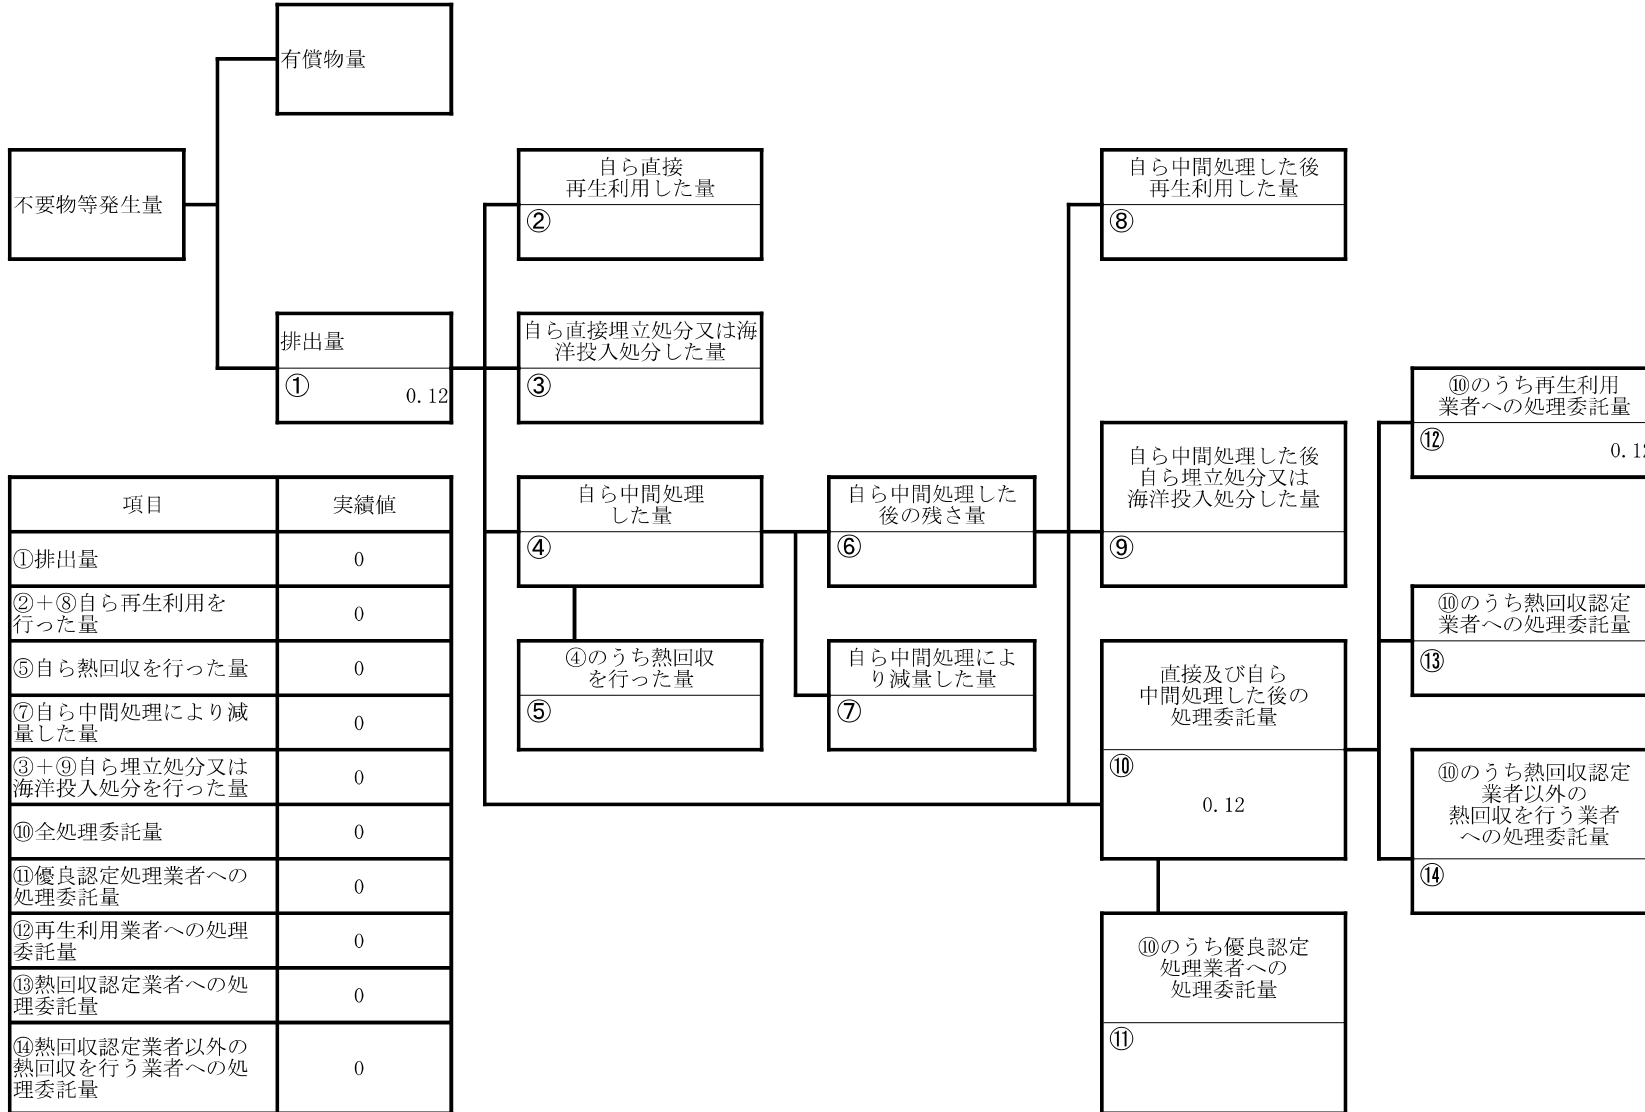 有償物量
不要物等発生量
自ら直接
再生利用した量
②
自ら中間処理した後
再生利用した量
⑧
排出量
①
0.12
自ら直接埋立処分又は海
洋投入処分した量
③
⑩のうち再生利用
業者への処理委託量
⑫
0.12
自ら中間処理
した量
④
自ら中間処理した
後の残さ量
⑥
自ら中間処理した後
自ら埋立処分又は
海洋投入処分した量
⑨
④のうち熱回収
を行った量
⑤
自ら中間処理によ
り減量した量
⑦
直接及び自ら
中間処理した後の
処理委託量
⑩
0.12
⑩のうち熱回収認定
業者への処理委託量
⑬
⑩のうち熱回収認定
業者以外の
熱回収を行う業者
への処理委託量
⑭
⑩のうち優良認定
処理業者への
処理委託量
⑪
項目 実績値
①排出量 0
②+⑧自ら再生利用を
行った量 0
⑤自ら熱回収を行った量 0
⑦自ら中間処理により減
量した量 0
③+⑨自ら埋立処分又は
海洋投入処分を行った量 0
⑩全処理委託量 0
⑪優良認定処理業者への
処理委託量 0
⑫再生利用業者への処理
委託量 0
⑬熱回収認定業者への処
理委託量 0
⑭熱回収認定業者以外の
熱回収を行う業者への処
理委託量 0